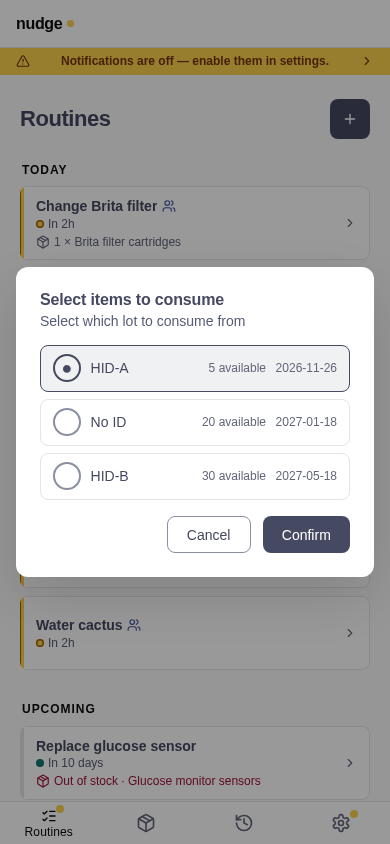 nudge
Notifications are off — enable them in settings.
Routines
TODAY
Change Brita filter
In 2h
1 × Brita filter cartridges
Select items to consume
Select which lot to consume from
HID-A 5 available 2026-11-26
No ID 20 available 2027-01-18
HID-B 30 available 2027-05-18
Cancel Confirm
Water cactus
In 2h
UPCOMING
Replace glucose sensor
In 10 days
Out of stock · Glucose monitor sensors
Routines